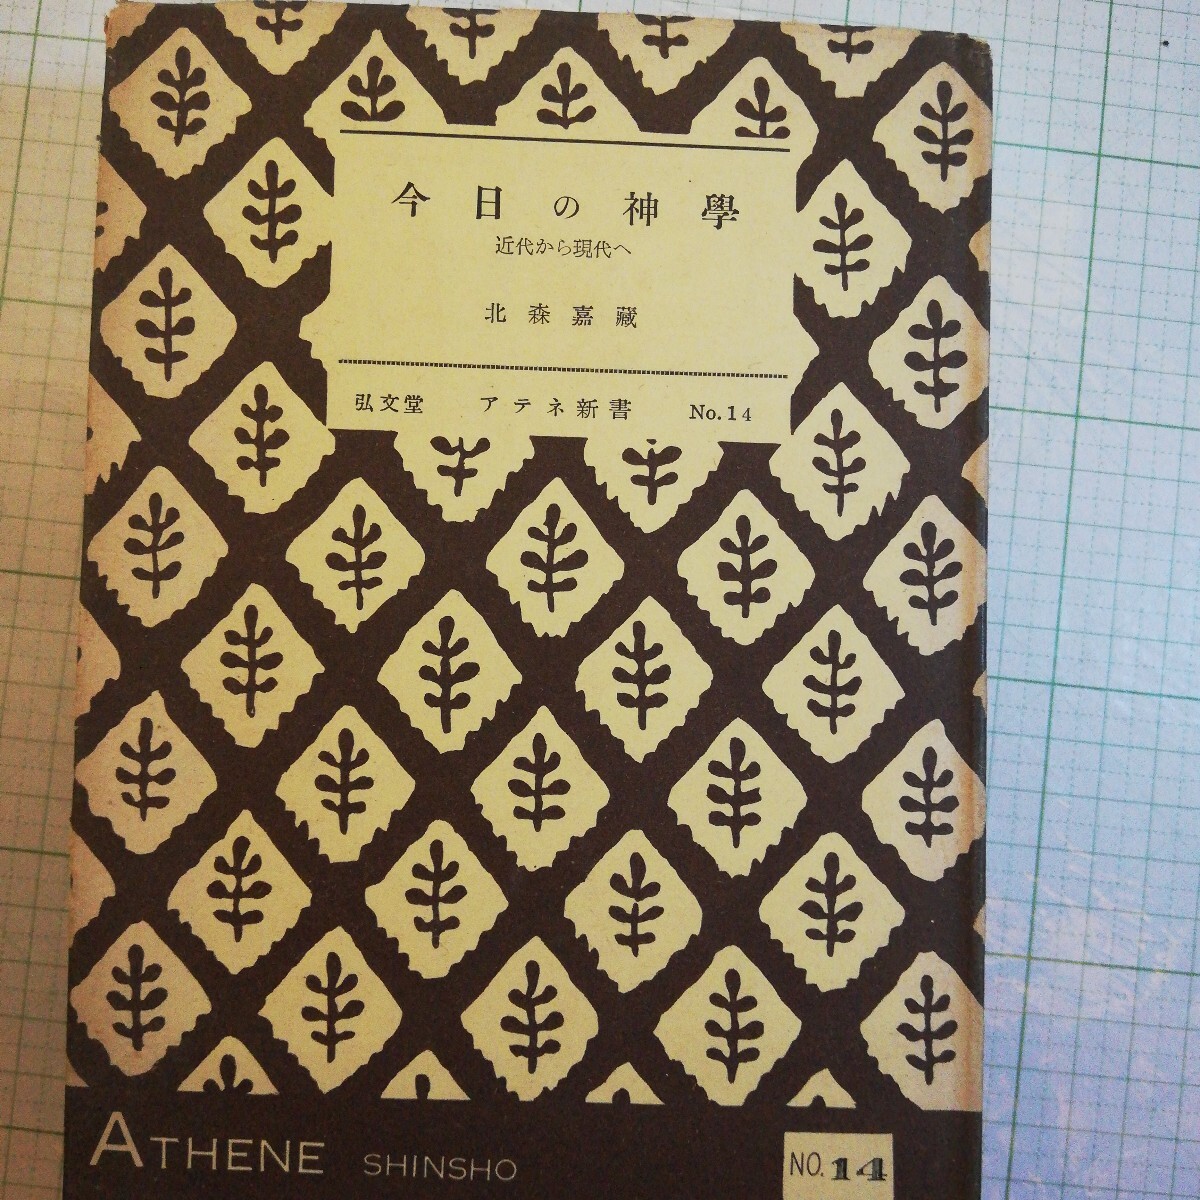 今日の神學
近代から現代へ
北森嘉藏
弘文堂 アテネ新書 No.14
ATHENE SHINSHO
NO.14